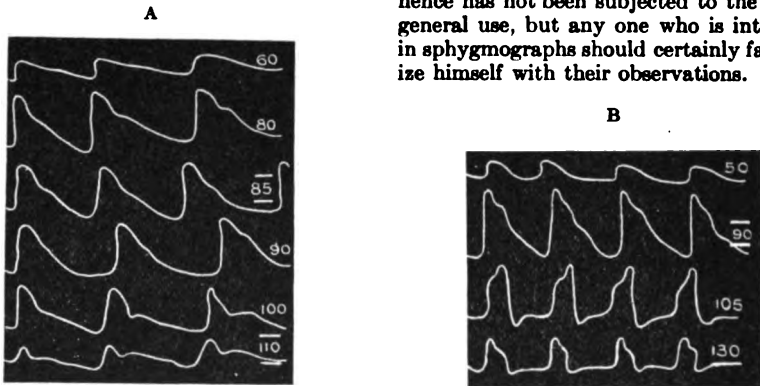 A
60
80
85
90
100
110
hence has not been subjected to the
general use, but any one who is int
in sphygmographs should certainly fa
ize himself with their observations.
B
50
90
105
130